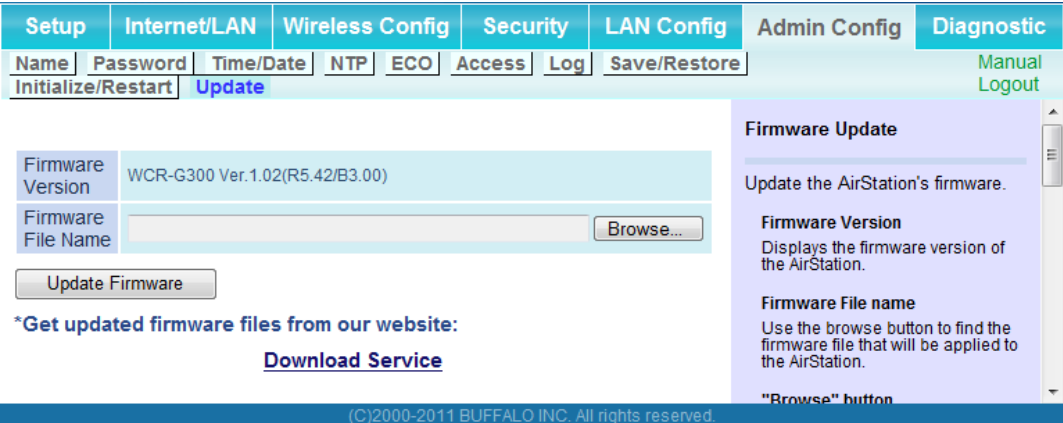 Setup Internet/LAN Wireless Config Security LAN Config Admin Config Diagnostic
Name Password Time/Date NTP ECO Access Log Save/Restore
Initialize/Restart Update
Manual
Logout
Firmware Version
WCR-G300 Ver.1.02(R5.42/B3.00)
Firmware File Name
Browse...
Update Firmware
*Get updated firmware files from our website:
Download Service
Firmware Update
Update the AirStation's firmware.
Firmware Version
Displays the firmware version of
the AirStation.
Firmware File name
Use the browse button to find the
firmware file that will be applied to
the AirStation.
"Browse" button
(C)2000-2011 BUFFALO INC. All rights reserved.